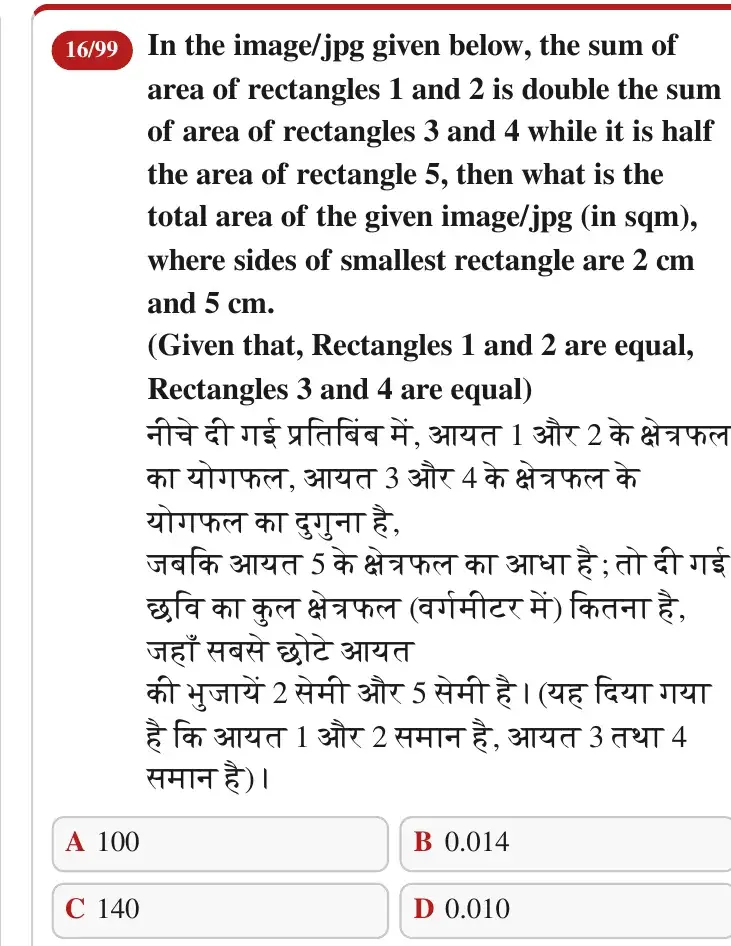 16/99 In the image/jpg given below, the sum of
area of rectangles 1 and 2 is double the sum
of area of rectangles 3 and 4 while it is half
the area of rectangle 5, then what is the
total area of the given image/jpg (in sqm),
where sides of smallest rectangle are 2 cm
and 5 cm.
(Given that, Rectangles 1 and 2 are equal,
Rectangles 3 and 4 are equal)
नीचे दी गई प्रतिबिंब में, आयत 1 और 2 के क्षेत्रफल
का योगफल, आयत 3 और 4 के क्षेत्रफल के
योगफल का दुगुना है,
जबकि आयत 5 के क्षेत्रफल का आधा है ; तो दी गई
छवि का कुल क्षेत्रफल (वर्गमीटर में) कितना है,
जहाँ सबसे छोटे आयत
की भुजायें 2 सेमी और 5 सेमी है। (यह दिया गया
है कि आयत 1 और 2 समान है, आयत 3 तथा 4
समान है)।
A 100
B 0.014
C 140
D 0.010